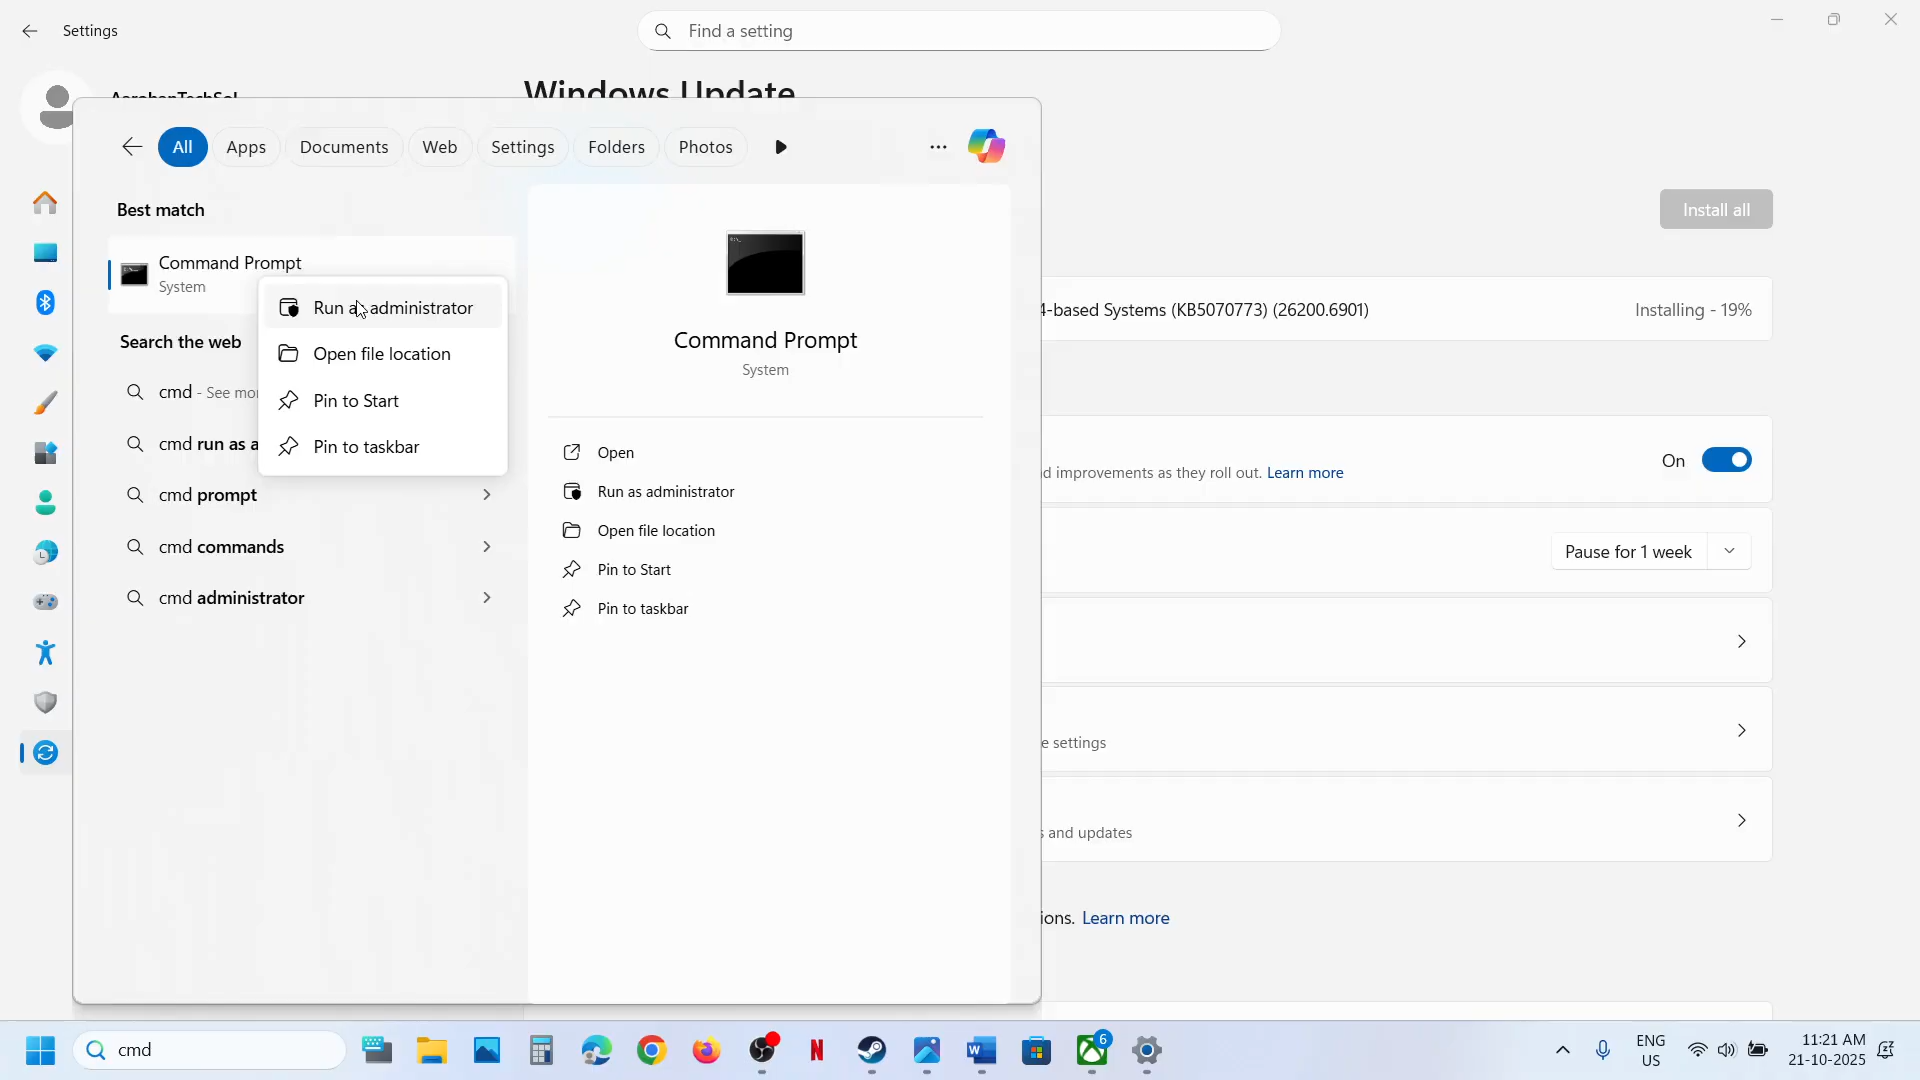 Settings
Find a setting
AcrobanTechSol
Windows Update
All
Apps
Documents
Web
Settings
Folders
Photos
Best match
Install all
Command Prompt
System
Run as administrator
Open file location
Pin to Start
Pin to taskbar
Search the web
cmd - See mor
cmd run as a
cmd prompt
cmd commands
cmd administrator
Command Prompt
System
Open
Run as administrator
Open file location
Pin to Start
Pin to taskbar
4-based Systems (KB5070773) (26200.6901)
Installing - 19%
d improvements as they roll out. Learn more
On
Pause for 1 week
e settings
s and updates
ions. Learn more
cmd
6
ENG
US
11:21 AM
21-10-2025